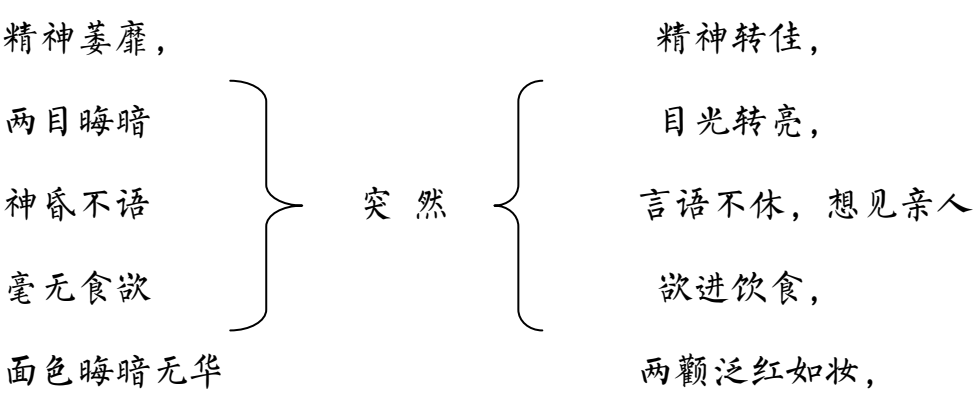 精神萎靡， 精神转佳，
两目晦暗 目光转亮，
神昏不语 突然 言语不休，想见亲人
毫无食欲 欲进饮食，
面色晦暗无华 两颧泛红如妆，